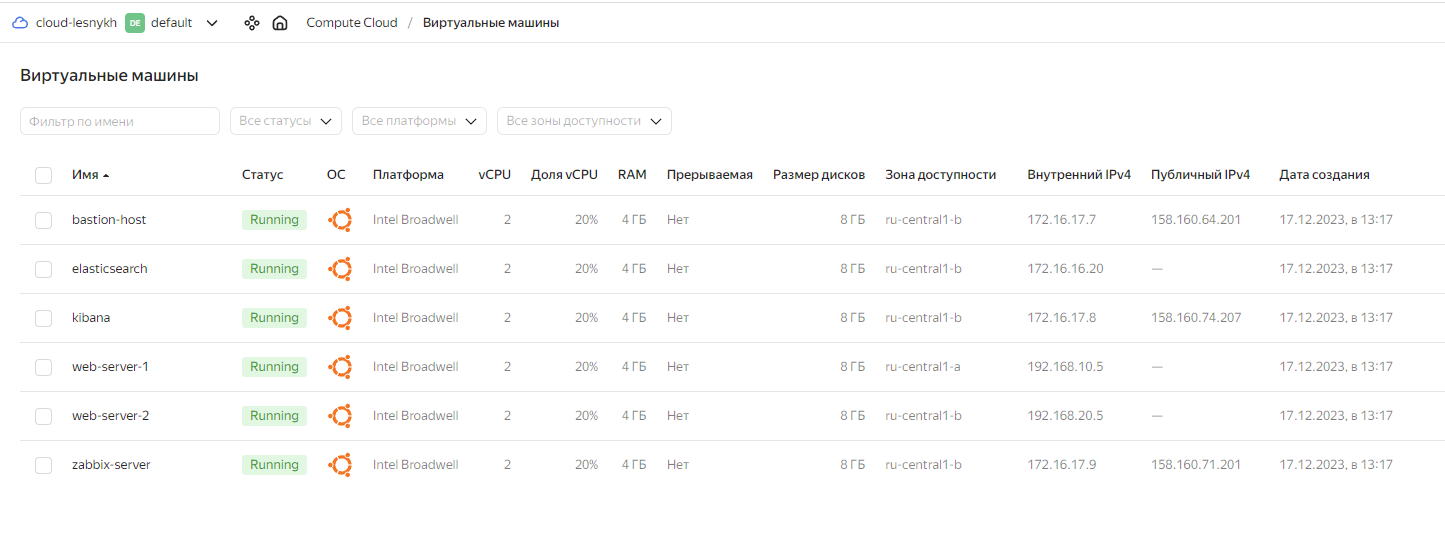 cloud-lesnykh DE default Compute Cloud / Виртуальные машины
Виртуальные машины
Фильтр по имени Все статусы Все платформы Все зоны доступности
Имя Статус ОС Платформа vCPU Доля vCPU RAM Прерываемая Размер дисков Зона доступности Внутренний IPv4 Публичный IPv4 Дата создания
bastion-host Running Intel Broadwell 2 20% 4 ГБ Нет 8 ГБ ru-central1-b 172.16.17.7 158.160.64.201 17.12.2023, в 13:17
elasticsearch Running Intel Broadwell 2 20% 4 ГБ Нет 8 ГБ ru-central1-b 172.16.16.20 — 17.12.2023, в 13:17
kibana Running Intel Broadwell 2 20% 4 ГБ Нет 8 ГБ ru-central1-b 172.16.17.8 158.160.74.207 17.12.2023, в 13:17
web-server-1 Running Intel Broadwell 2 20% 4 ГБ Нет 8 ГБ ru-central1-a 192.168.10.5 — 17.12.2023, в 13:17
web-server-2 Running Intel Broadwell 2 20% 4 ГБ Нет 8 ГБ ru-central1-b 192.168.20.5 — 17.12.2023, в 13:17
zabbix-server Running Intel Broadwell 2 20% 4 ГБ Нет 8 ГБ ru-central1-b 172.16.17.9 158.160.71.201 17.12.2023, в 13:17